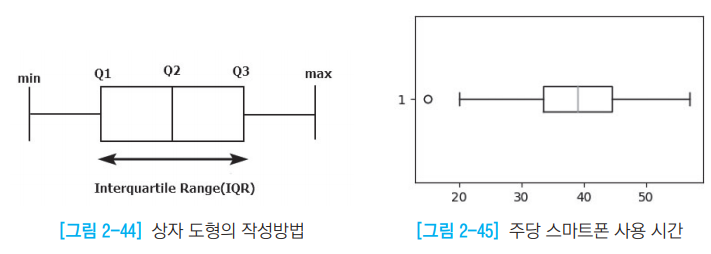 min
Q1
Q2
Q3
max
Interquartile Range(IQR)
[그림 2-44] 상자 도형의 작성방법
1
20 30 40 50
[그림 2-45] 주당 스마트폰 사용 시간